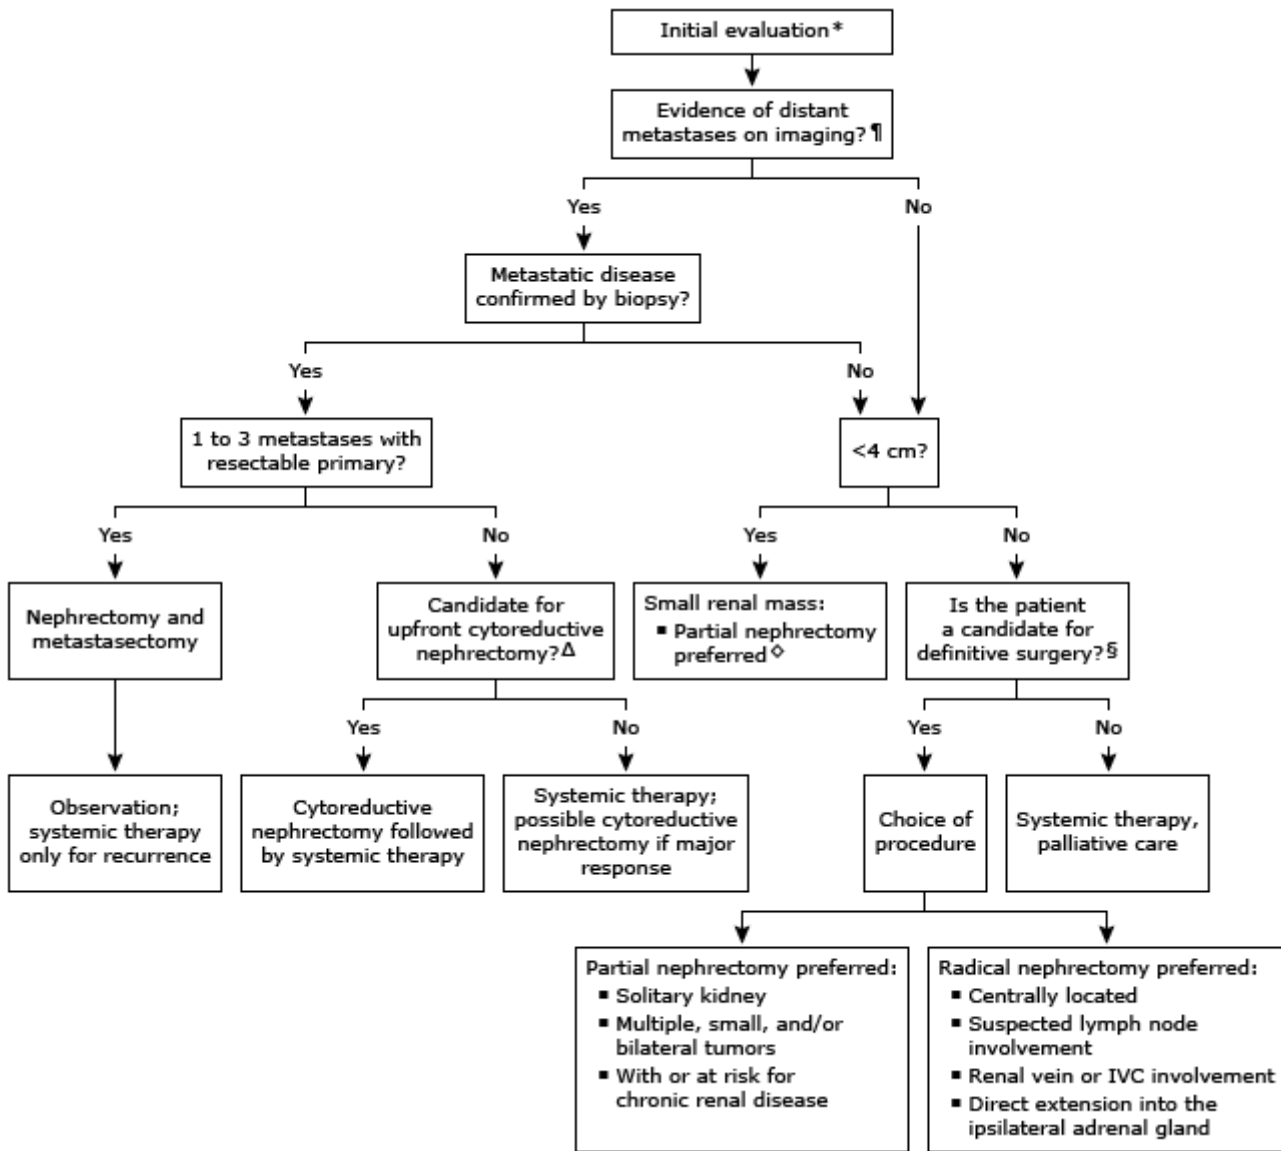 Initial evaluation*
Evidence of distant
metastases on imaging?¶
Yes
No
Metastatic disease
confirmed by biopsy?
Yes
No
1 to 3 metastases with
resectable primary?
<4 cm?
Yes
No
Yes
No
Nephrectomy and
metastasectomy
Candidate for
upfront cytoreductive
nephrectomy?Δ
Small renal mass:
▪ Partial nephrectomy
preferred◇
Is the patient
a candidate for
definitive surgery?§
Yes
No
Yes
No
Observation;
systemic therapy
only for recurrence
Cytoreductive
nephrectomy followed
by systemic therapy
Systemic therapy;
possible cytoreductive
nephrectomy if major
response
Choice of
procedure
Systemic therapy,
palliative care
Partial nephrectomy preferred:
▪ Solitary kidney
▪ Multiple, small, and/or
bilateral tumors
▪ With or at risk for
chronic renal disease
Radical nephrectomy preferred:
▪ Centrally located
▪ Suspected lymph node
involvement
▪ Renal vein or IVC involvement
▪ Direct extension into the
ipsilateral adrenal gland